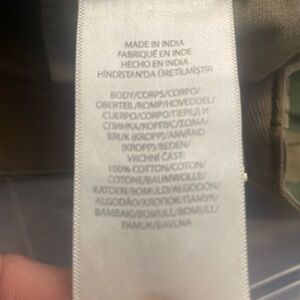 MADE IN INDIA
FABRIQUÉ EN INDE
HECHO EN INDIA
HİNDİSTAN'DA ÜRETİLMİŞTİR
BODY/CORPS/CORPO/
OBERTEIL/ROMP/HOVEDDEL/
CUERPO/CORPO/ПЕРЕД И
СПИНКА/КОРПУС/ΣΩΜΑ/
BRUK (KROPP)/ANVÄND
(KROPP)/BEDEN/
VRCHNÍ ČÁST:
100% COTTON/COTON/
COTONE/BAUMWOLLE/
KATOEN/BOMULD/ALGODÓN/
ALGODÃO/ХЛОПОК/ПАМУК/
BAMBAKI/BOMULL/BOMULL/
PAMUK/BAVLNA